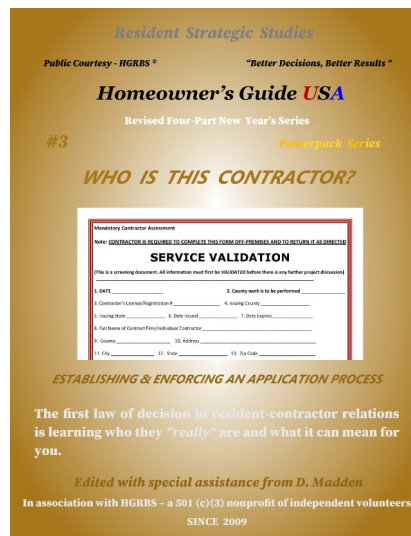 Resident Strategic Studies
Public Courtesy - HGRBS ® “Better Decisions, Better Results “
Homeowner’s Guide USA
Revised Four-Part New Year’s Series
#3 Powerpack Series
WHO IS THIS CONTRACTOR?
Mandatory Contractor Assessment
Note: CONTRACTOR IS REQUIRED TO COMPLETE THIS FORM OFF-PREMISES AND TO RETURN IT AS DIRECTED
SERVICE VALIDATION
(This is a screening document. All information must first be VALIDATED before there is any further project discussion)
1. DATE 2. County work is to be performed
3. Contractor’s License/Registration # 4. Issuing County
5. Issuing State 6. Date Issued 7. Date Expires
8. Full Name of Contract Firm/Individual Contractor
9. County 10. Address
11. City 12. State 13. Zip Code
ESTABLISHING & ENFORCING AN APPLICATION PROCESS
The first law of decision in resident-contractor relations
is learning who they “really” are and what it can mean for
you.
Edited with special assistance from D. Madden
In association with HGRBS – a 501 (c)(3) nonprofit of independent volunteers
SINCE 2009